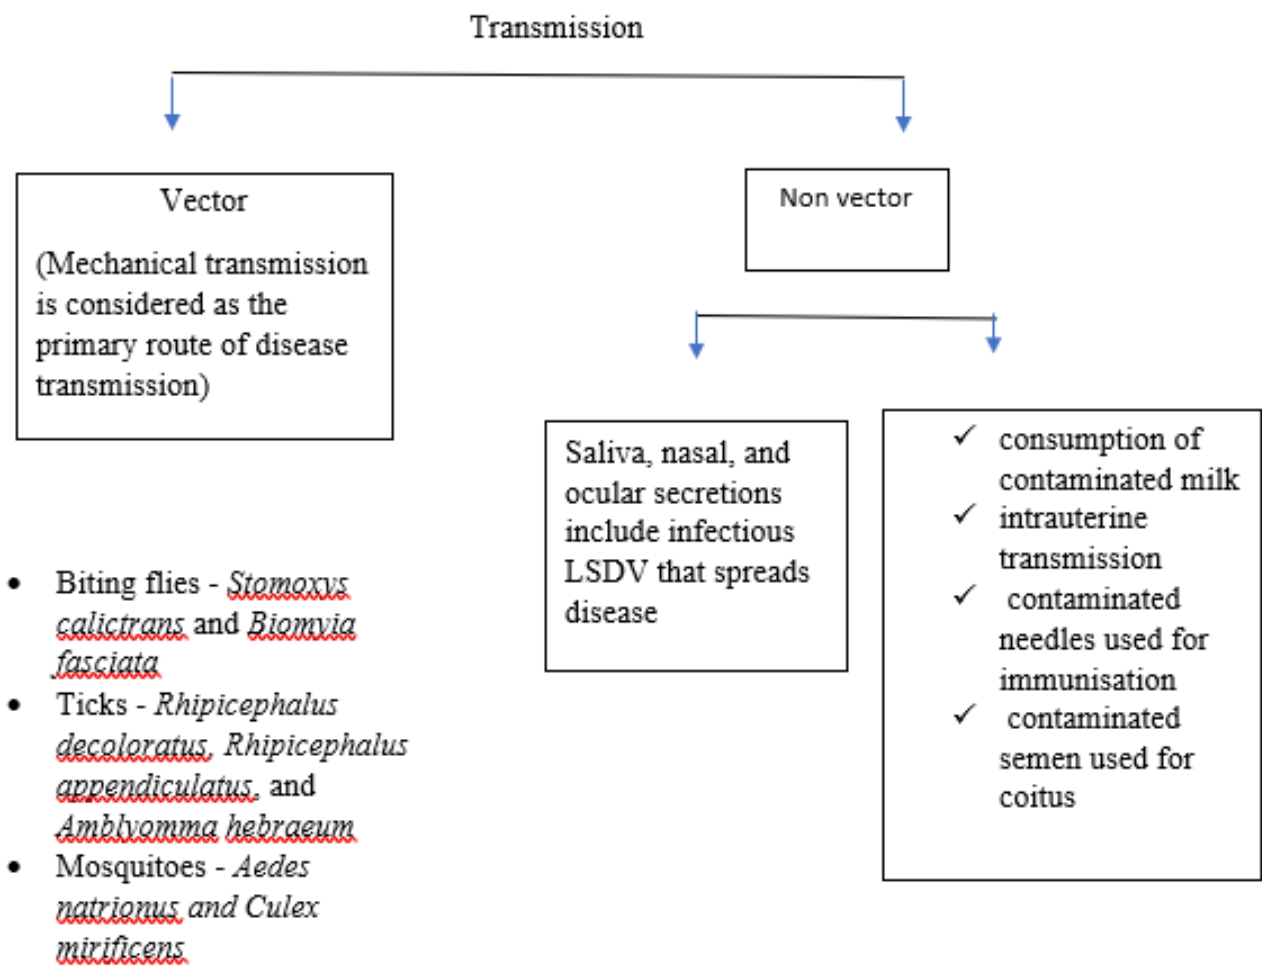 Transmission
Vector
(Mechanical transmission
is considered as the
primary route of disease
transmission)
Non vector
Saliva, nasal, and
ocular secretions
include infectious
LSDV that spreads
disease
✓ consumption of
contaminated milk
✓ intrauterine
transmission
✓ contaminated
needles used for
immunisation
✓ contaminated
semen used for
coitus
• Biting flies - Stomoxys
calictrans and Biomyia
fasciata
• Ticks - Rhipicephalus
decoloratus, Rhipicephalus
appendiculatus, and
Amblyomma hebraeum
• Mosquitoes - Aedes
natrionus and Culex
mirificens